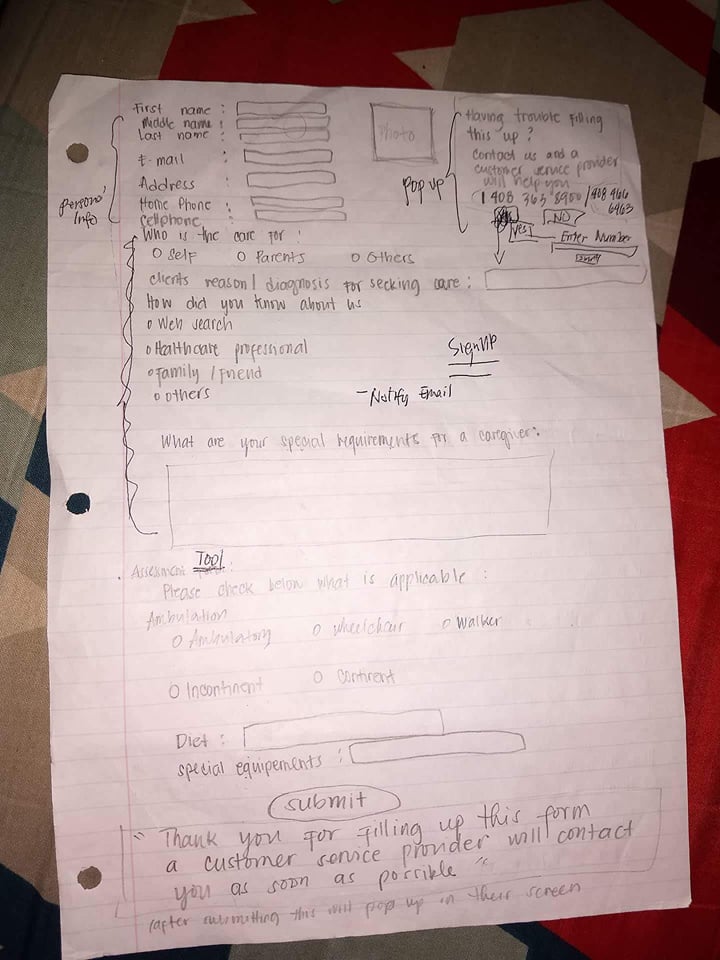 First name :
Middle name :
Last name :
E-mail :
Address :
Home Phone :
Cellphone :
Personal Info
Photo
Pop up
Having trouble filling
this up?
Contact us and a
customer service provider
will help you
1 408 365 8900 / 408 466
6963
NO
Yes
Enter Number
Who is the care for :
o Self o Parents o Others
clients reason / diagnosis for seeking care :
How did you know about us
o Web search
o Healthcare professional
o Family / Friend
o others
Sign UP
- Notify Email
What are your special requirements for a caregiver:
Assessment Tool :
Please check below what is applicable :
Ambulation
o Ambulatory o wheelchair o Walker
o Incontinent o Continent
Diet :
special equipements :
submit
" Thank you for filling up this form
a customer service provider will contact
you as soon as possible "
(after submitting this will pop up in their screen